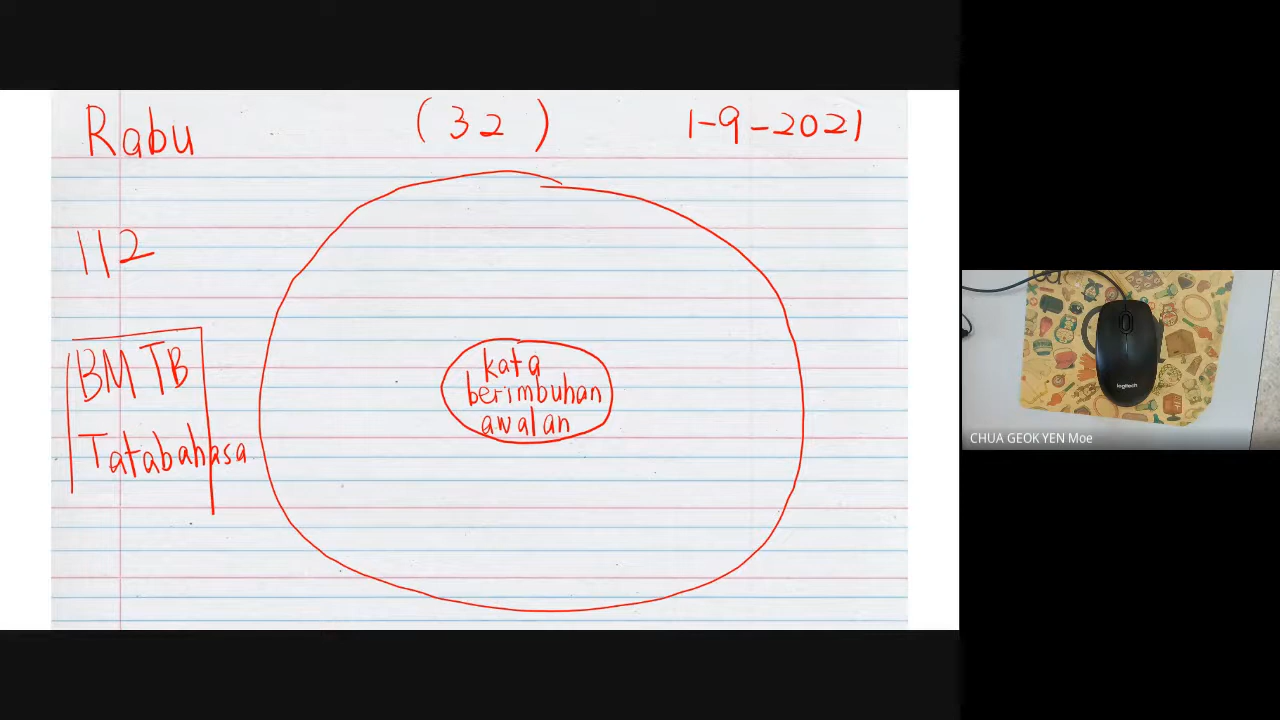 Rabu (32) 1-9-2021
112
BM TB
Tatabahasa
kata
berimbuhan
awalan
logitech
CHUA GEOK YEN Moe